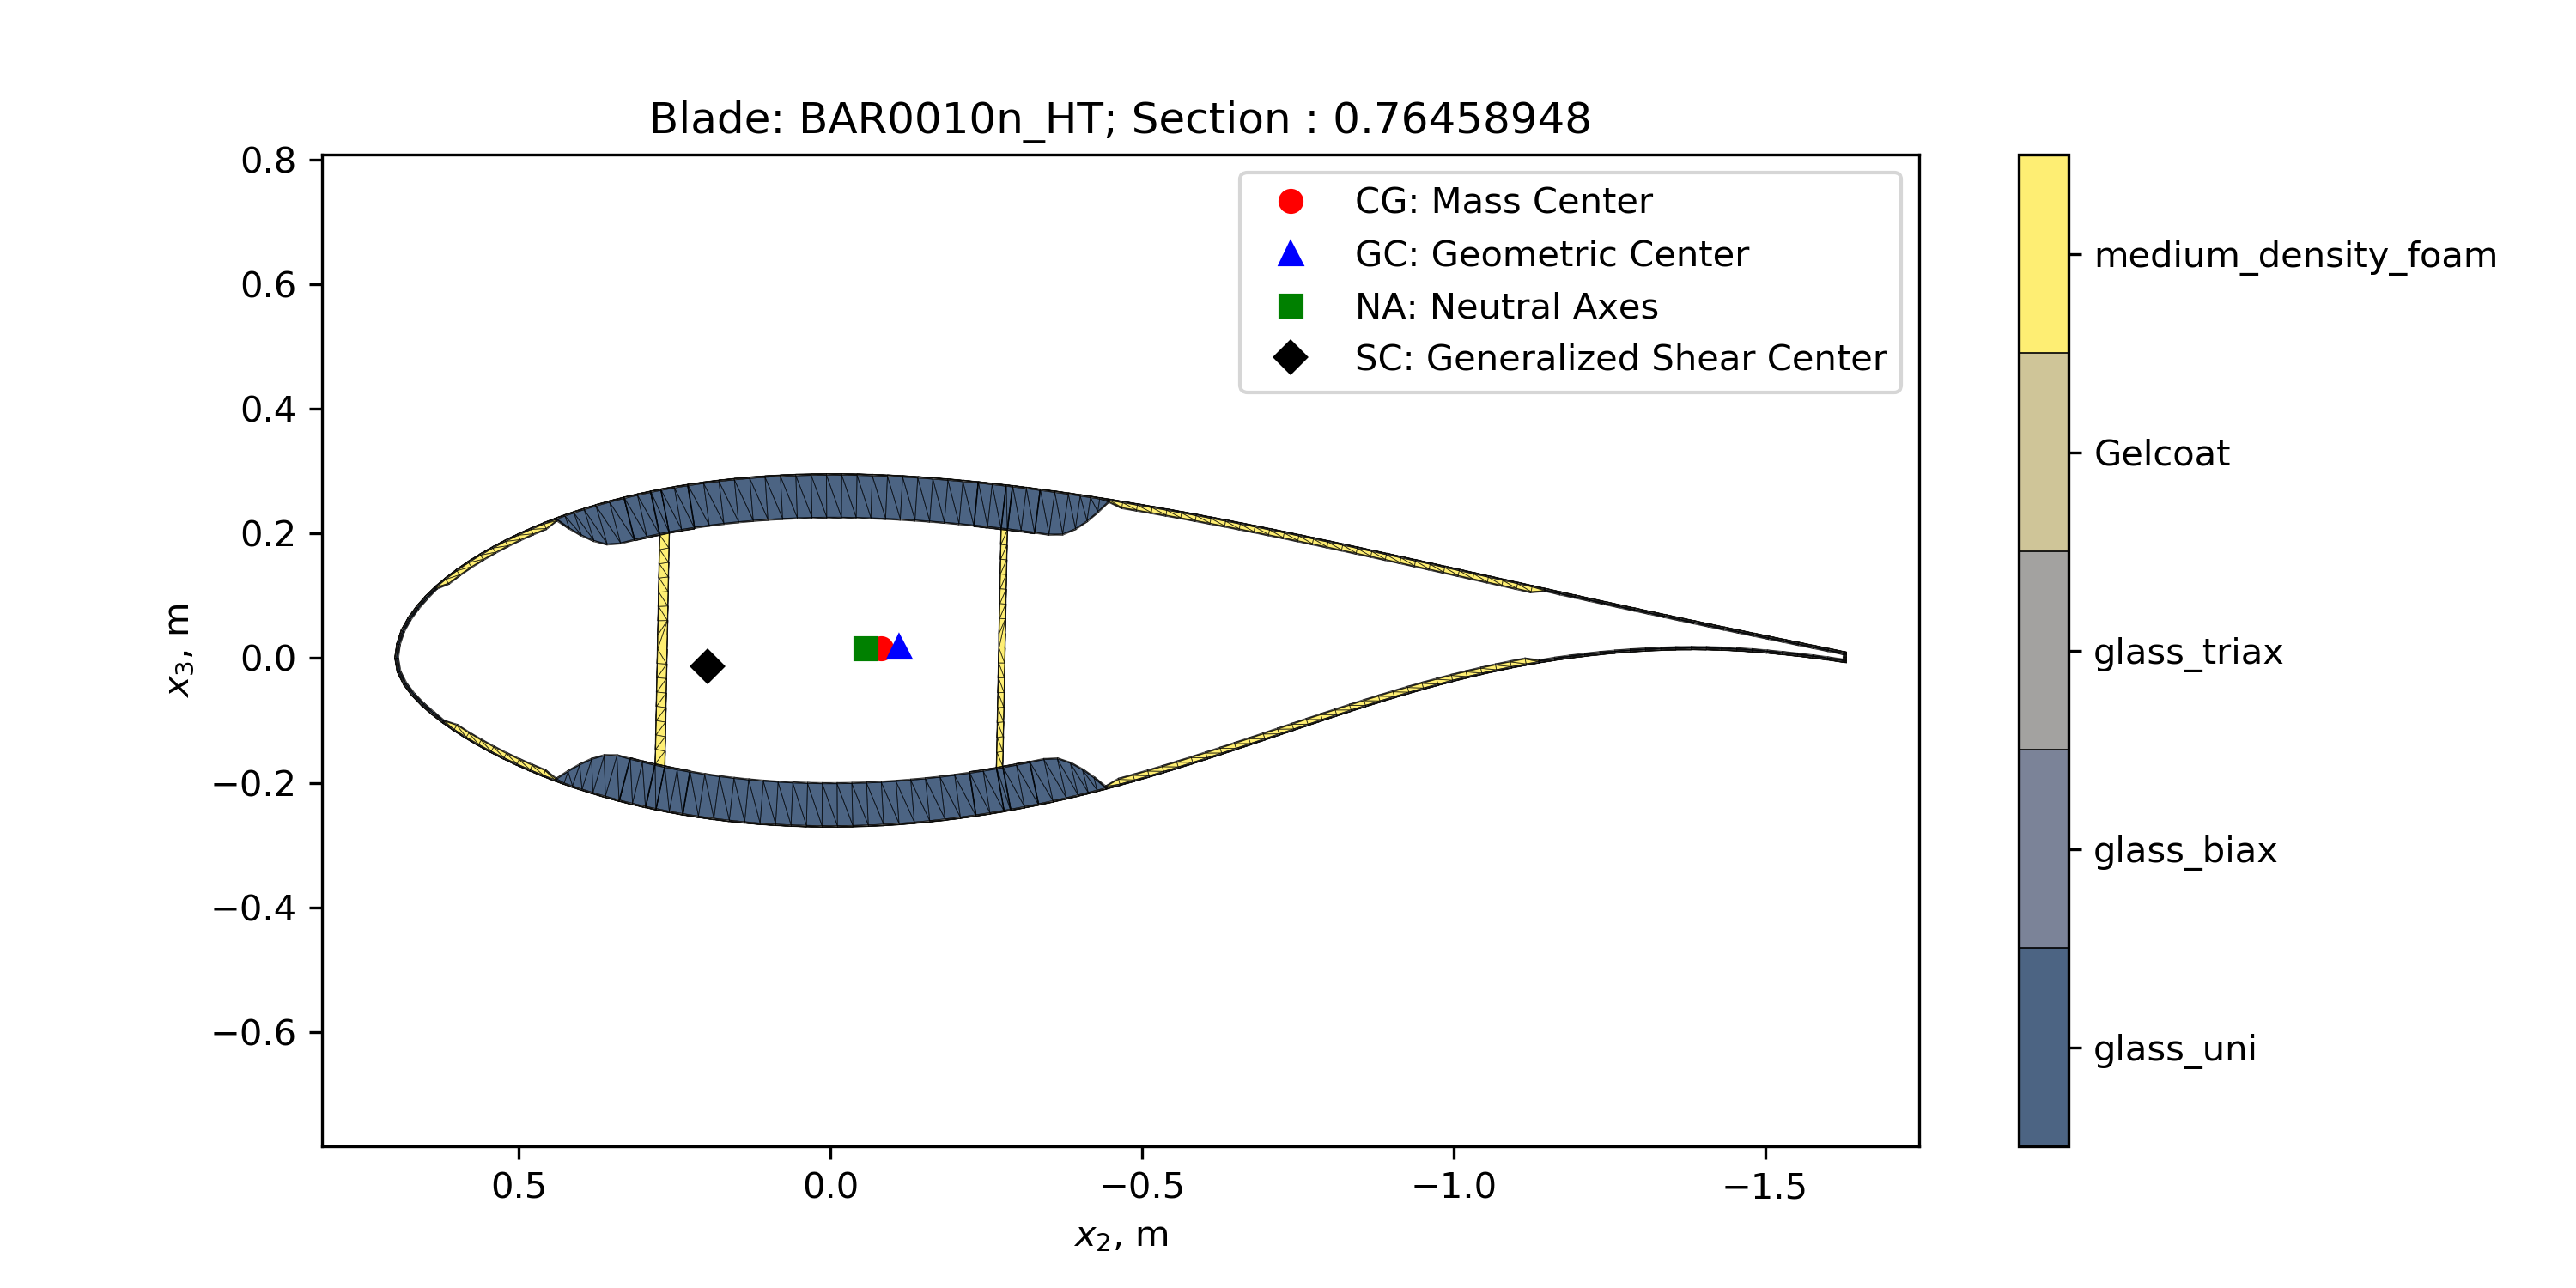 Blade: BAR0010n_HT; Section : 0.76458948
CG: Mass Center
GC: Geometric Center
NA: Neutral Axes
SC: Generalized Shear Center
0.8
0.6
0.4
0.2
0.0
−0.2
−0.4
−0.6
x₃, m
0.5 0.0 −0.5 −1.0 −1.5
x₂, m
medium_density_foam
Gelcoat
glass_triax
glass_biax
glass_uni